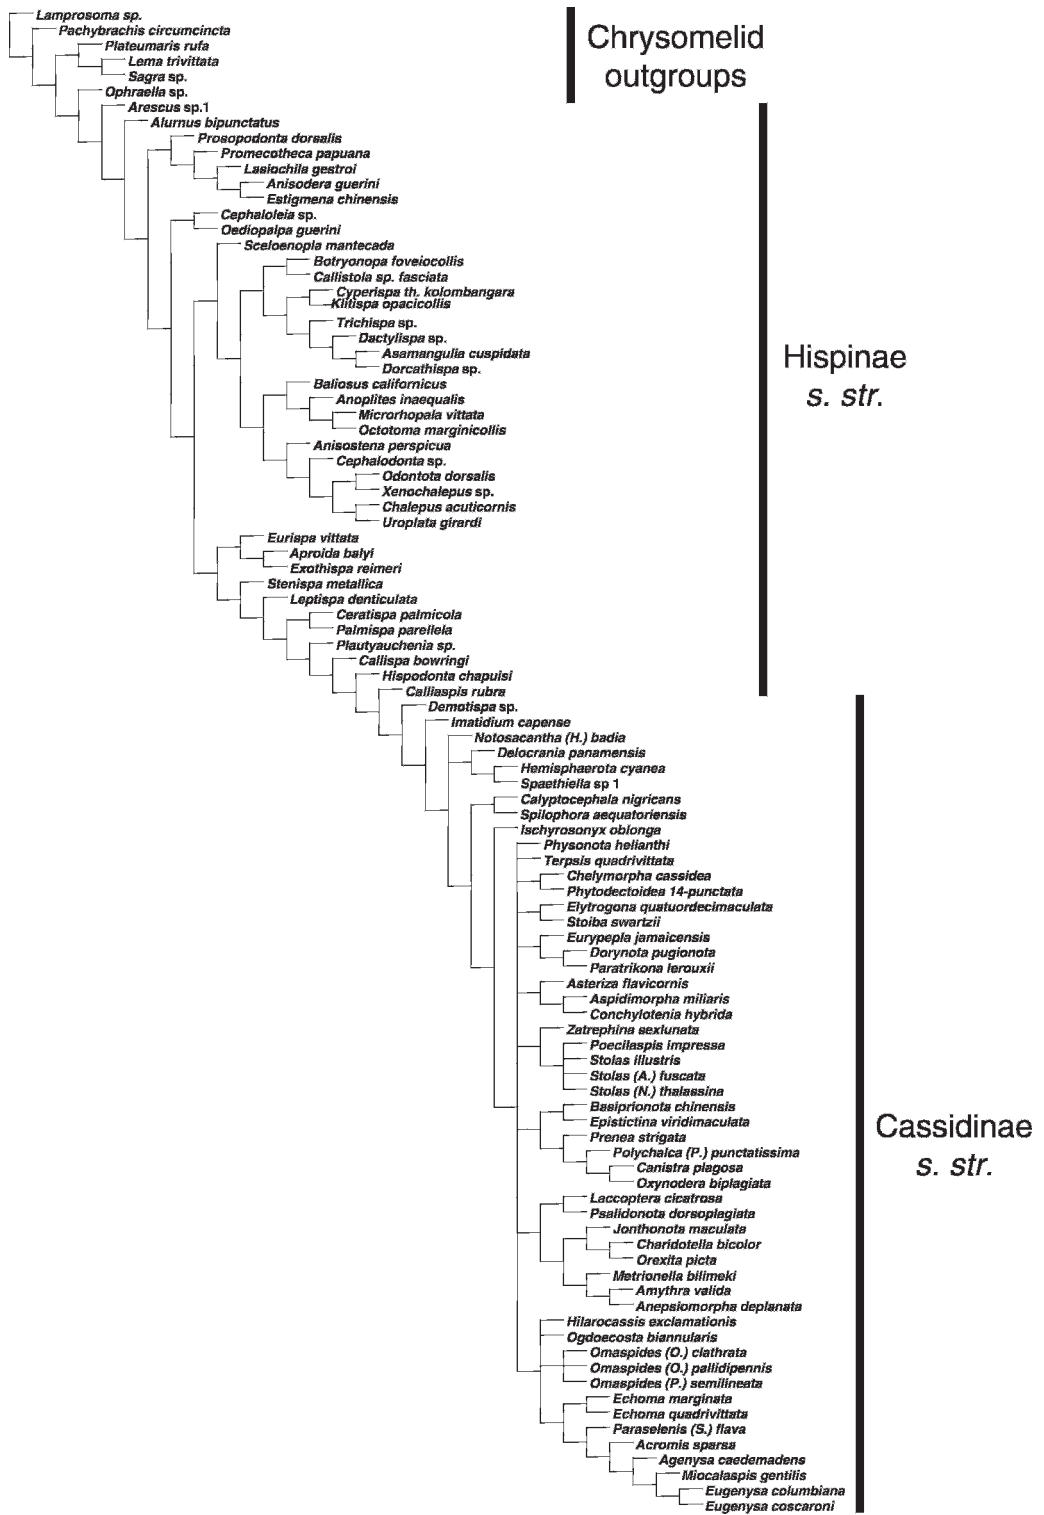 Lamprosoma sp.
Pachybrachis circumcincta
Plateumaris rufa
Lema trivittata
Sagra sp.
Ophraella sp.
Chrysomelid
outgroups
Arescus sp.1
Alurnus bipunctatus
Prosopodonta dorsalis
Promecotheca papuana
Lasiochila gestroi
Anisodera guerini
Estigmena chinensis
Cephaloleia sp.
Oediopalpa guerini
Sceloenopla mantecada
Botryonopa foveiocollis
Callistola sp. fasciata
Cyperispa th. kolombangara
Klitispa opacicollis
Trichispa sp.
Dactylispa sp.
Asamangulia cuspidata
Dorcathispa sp.
Baliosus californicus
Anoplites inaequalis
Microrhopala vittata
Octotoma marginicollis
Anisostena perspicua
Cephalodonta sp.
Odontota dorsalis
Xenochalepus sp.
Chalepus acuticornis
Uroplata girardi
Eurispa vittata
Aproida balyi
Exothispa reimeri
Stenispa metallica
Leptispa denticulata
Ceratispa palmicola
Palmispa parellela
Plautyauchenia sp.
Callispa bowringi
Hispodonta chapuisi
Calliaspis rubra
Hispinae
s. str.
Demotispa sp.
Imatidium capense
Notosacantha (H.) badia
Delocrania panamensis
Hemisphaerota cyanea
Spaethiella sp 1
Calyptocephala nigricans
Spilophora aequatoriensis
Ischyrosonyx oblonga
Physonota helianthi
Terpsis quadrivittata
Chelymorpha cassidea
Phytodectoidea 14-punctata
Elytrogona quatuordecimaculata
Stoiba swartzii
Eurypepla jamaicensis
Dorynota pugionota
Paratrikona lerouxii
Asteriza flavicornis
Aspidimorpha miliaris
Conchylotenia hybrida
Zatrephina sexlunata
Poecilaspis impressa
Stolas illustris
Stolas (A.) fuscata
Stolas (N.) thalassina
Basiprionota chinensis
Epistictina viridimaculata
Prenea strigata
Polychalca (P.) punctatissima
Canistra plagosa
Oxynodera biplagiata
Laccoptera cicatrosa
Psalidonota dorsoplagiata
Jonthonota maculata
Charidotella bicolor
Orexita picta
Metrionella bilimeki
Amythra valida
Anepsiomorpha deplanata
Hilarocassis exclamationis
Ogdoecosta biannularis
Omaspides (O.) clathrata
Omaspides (O.) pallidipennis
Omaspides (P.) semilineata
Echoma marginata
Echoma quadrivittata
Paraselenis (S.) flava
Acromis sparsa
Agenysa caedemadens
Miocalaspis gentilis
Eugenysa columbiana
Eugenysa coscaroni
Cassidinae
s. str.